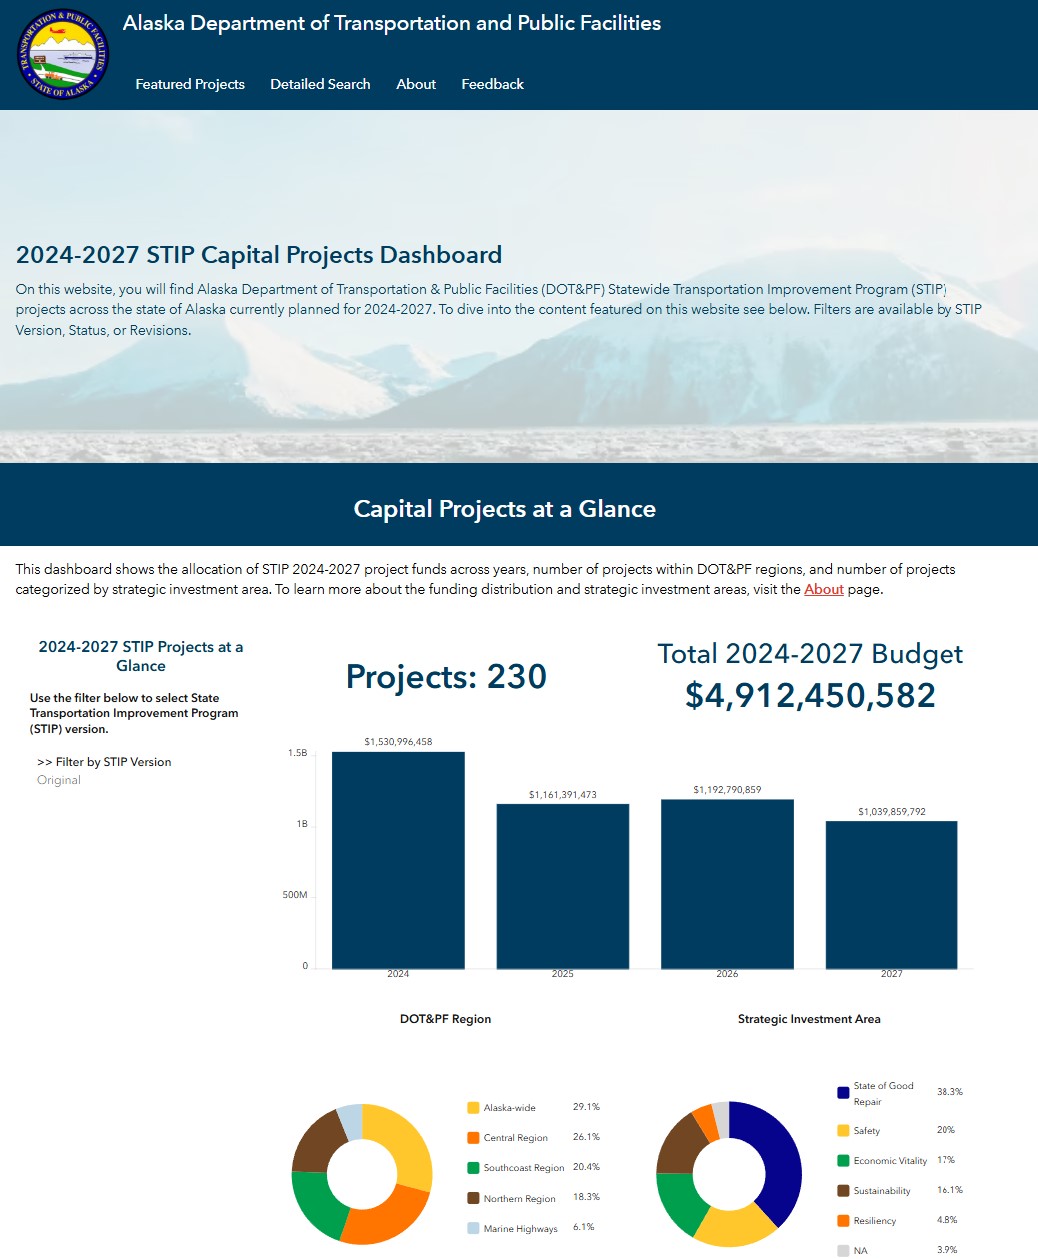 Alaska Department of Transportation and Public Facilities
TRANSPORTATION & PUBLIC FACILITIES
STATE OF ALASKA
Featured Projects
Detailed Search
About
Feedback
2024-2027 STIP Capital Projects Dashboard
On this website, you will find Alaska Department of Transportation & Public Facilities (DOT&PF) Statewide Transportation Improvement Program (STIP)
projects across the state of Alaska currently planned for 2024-2027. To dive into the content featured on this website see below. Filters are available by STIP
Version, Status, or Revisions.
Capital Projects at a Glance
This dashboard shows the allocation of STIP 2024-2027 project funds across years, number of projects within DOT&PF regions, and number of projects
categorized by strategic investment area. To learn more about the funding distribution and strategic investment areas, visit the About page.
2024-2027 STIP Projects at a
Glance
Use the filter below to select State
Transportation Improvement Program
(STIP) version.
>> Filter by STIP Version
Original
Projects: 230
Total 2024-2027 Budget
$4,912,450,582
1.5B
1B
500M
0
$1,530,996,458
$1,161,391,473
$1,192,790,859
$1,039,859,792
2024
2025
2026
2027
DOT&PF Region
Alaska-wide 29.1%
Central Region 26.1%
Southcoast Region 20.4%
Northern Region 18.3%
Marine Highways 6.1%
Strategic Investment Area
State of Good
Repair 38.3%
Safety 20%
Economic Vitality 17%
Sustainability 16.1%
Resiliency 4.8%
NA 3.9%